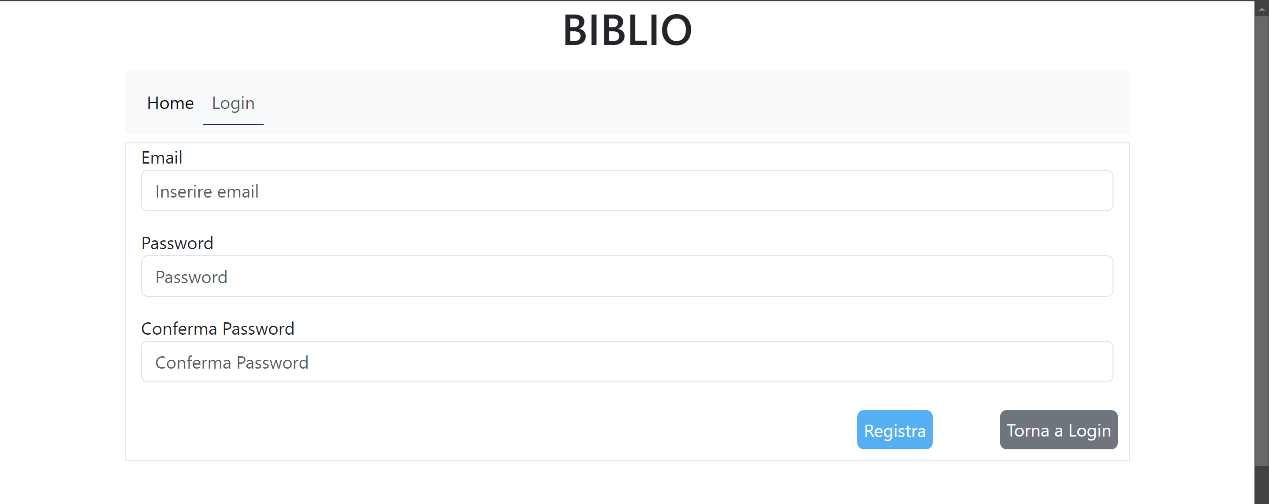 BIBLIO
Home Login
Email
Inserire email
Password
Password
Conferma Password
Conferma Password
Registra Torna a Login